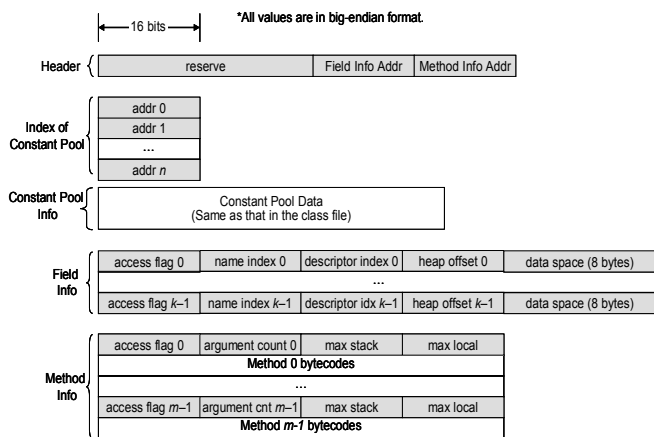 *All values are in big-endian format.
16 bits
Header
reserve Field Info Addr Method Info Addr
Index of
Constant Pool
addr 0
addr 1
...
addr n
Constant Pool
Info
Constant Pool Data
(Same as that in the class file)
Field
Info
access flag 0 name index 0 descriptor index 0 heap offset 0 data space (8 bytes)
...
access flag k–1 name index k–1 descriptor idx k–1 heap offset k–1 data space (8 bytes)
Method
Info
access flag 0 argument count 0 max stack max local
Method 0 bytecodes
...
access flag m–1 argument cnt m–1 max stack max local
Method m-1 bytecodes